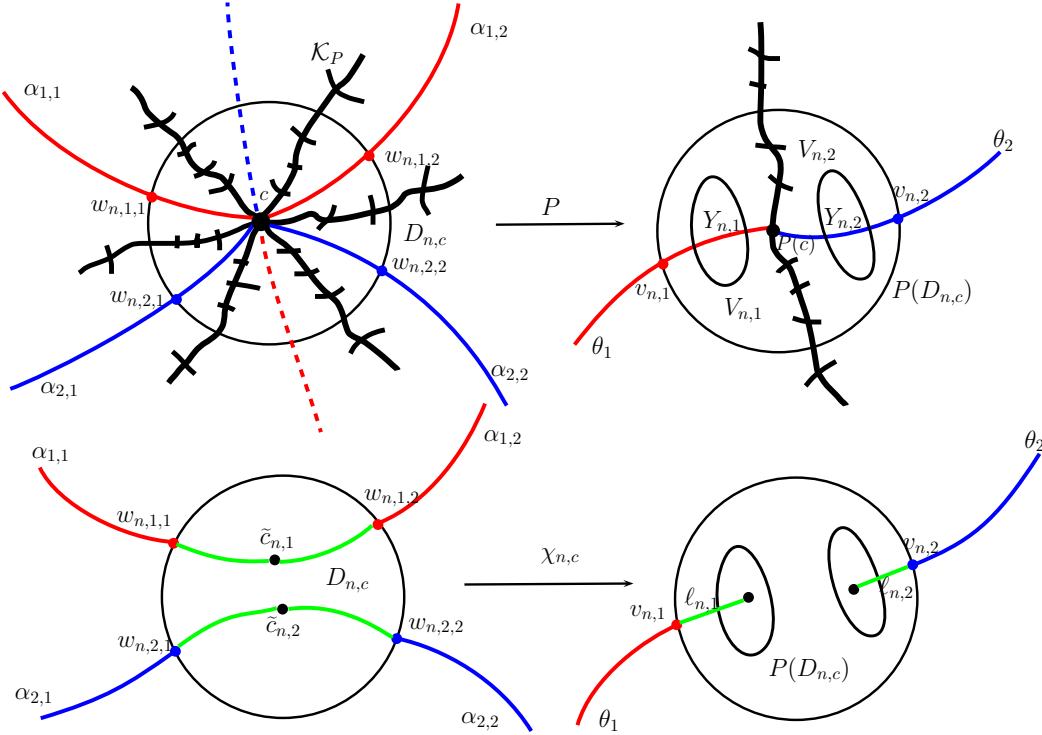 α_{1,1}
𝒦_P
α_{1,2}
w_{n,1,2}
w_{n,1,1}
c
D_{n,c}
w_{n,2,2}
w_{n,2,1}
α_{2,1}
α_{2,2}
P
V_{n,2}
θ_2
v_{n,2}
Y_{n,1}
Y_{n,2}
P(c)
v_{n,1}
V_{n,1}
P(D_{n,c})
θ_1
α_{1,1}
α_{1,2}
w_{n,1,1}
w_{n,1,2}
c̃_{n,1}
D_{n,c}
c̃_{n,2}
w_{n,2,1}
w_{n,2,2}
α_{2,1}
α_{2,2}
χ_{n,c}
θ_2
v_{n,2}
ℓ_{n,2}
ℓ_{n,1}
v_{n,1}
P(D_{n,c})
θ_1